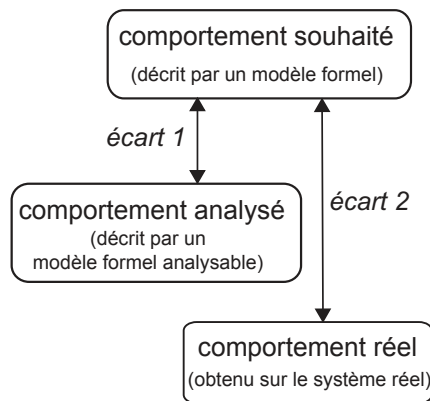 comportement souhaité
(décrit par un modèle formel)
écart 1
comportement analysé
(décrit par un
modèle formel analysable)
écart 2
comportement réel
(obtenu sur le système réel)